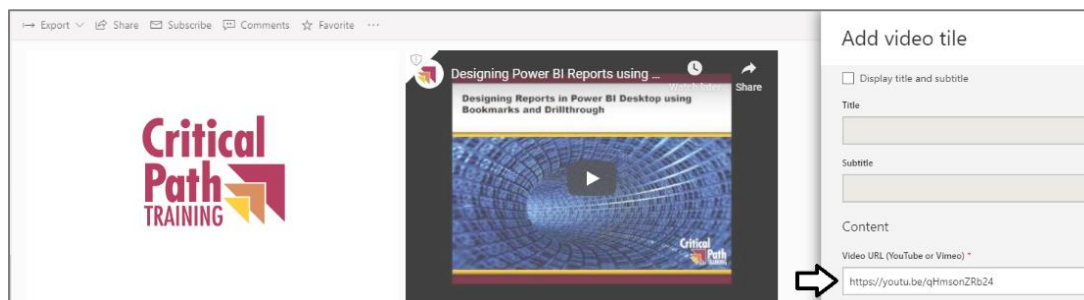 Export Share Subscribe Comments Favorite ...
Critical
Path
TRAINING
Designing Power BI Reports using ...
Watch later Share
Designing Reports in Power BI Desktop using
Bookmarks and Drillthrough
Critical
Path
Add video tile
Display title and subtitle
Title
Subtitle
Content
Video URL (YouTube or Vimeo) *
https://youtu.be/qHmsonZRb24